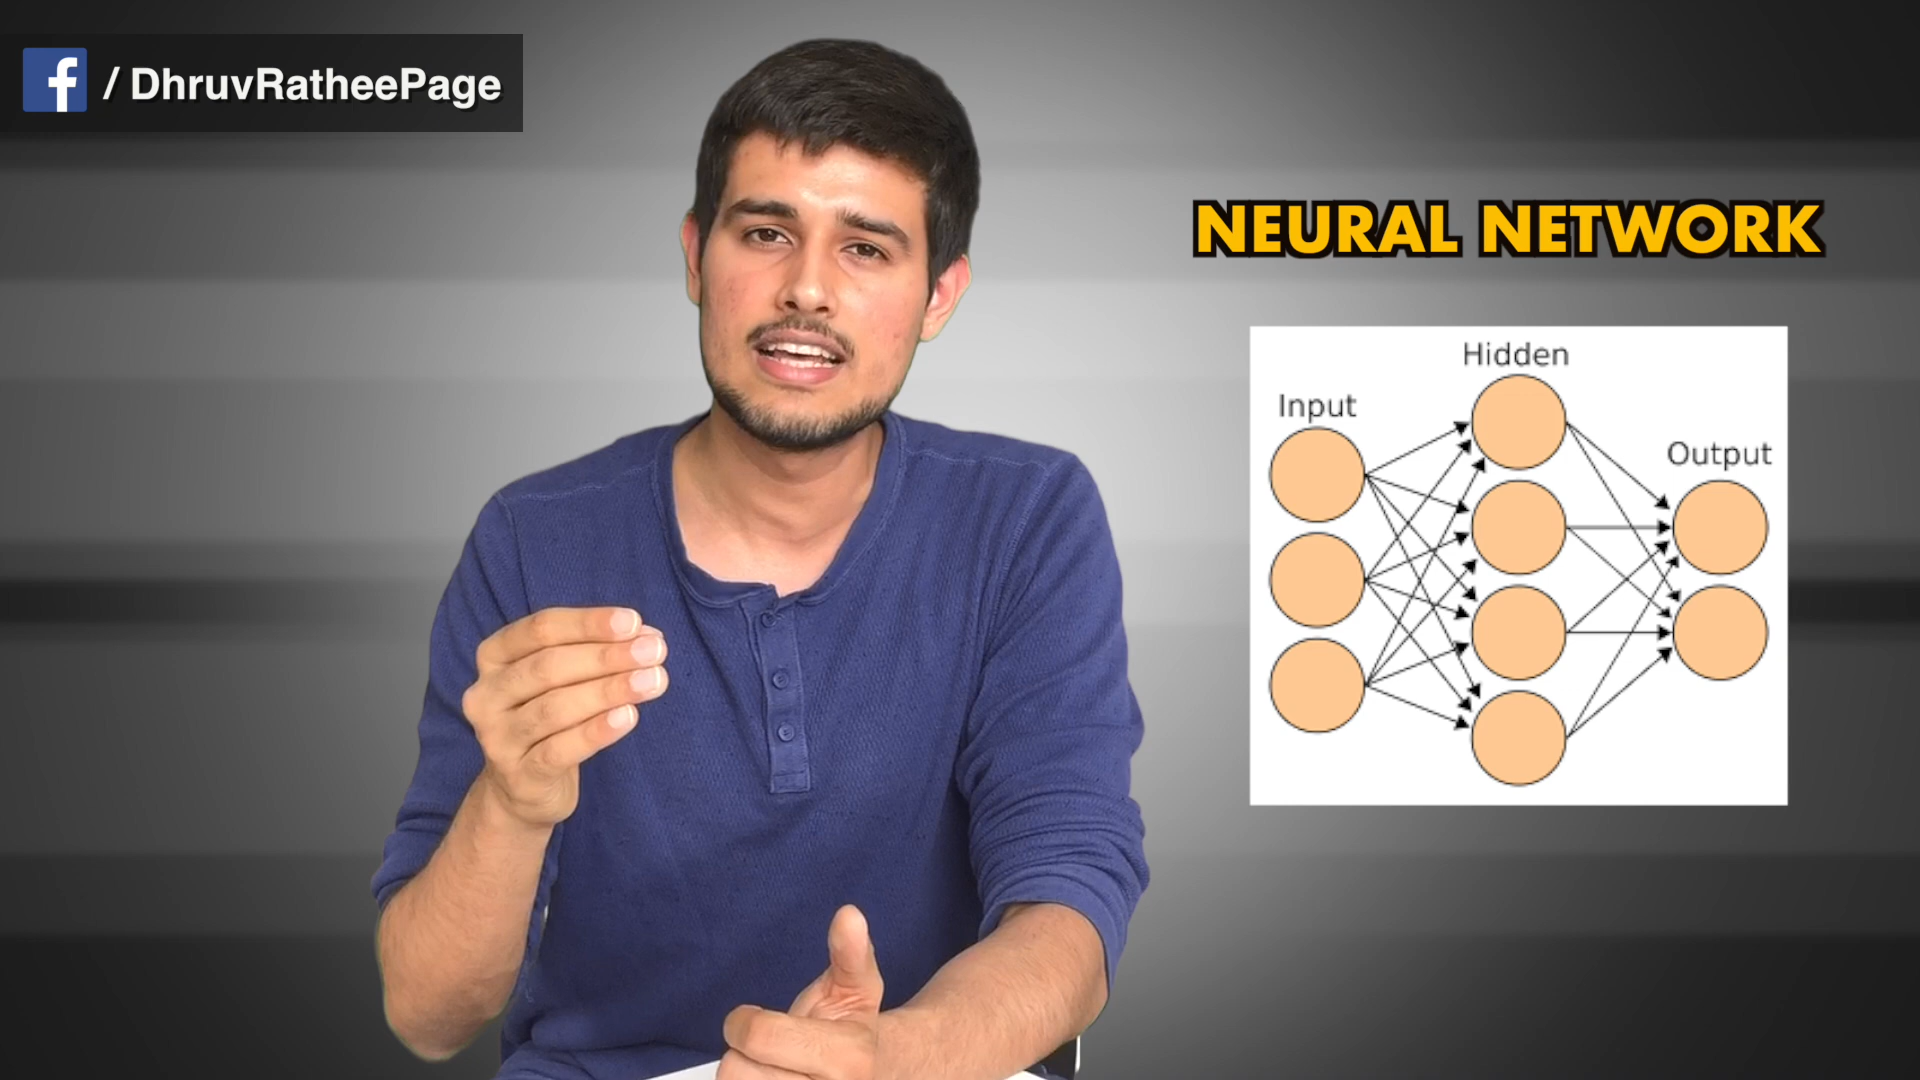 f / DhruvRatheePage
NEURAL NETWORK
Hidden
Input
Output